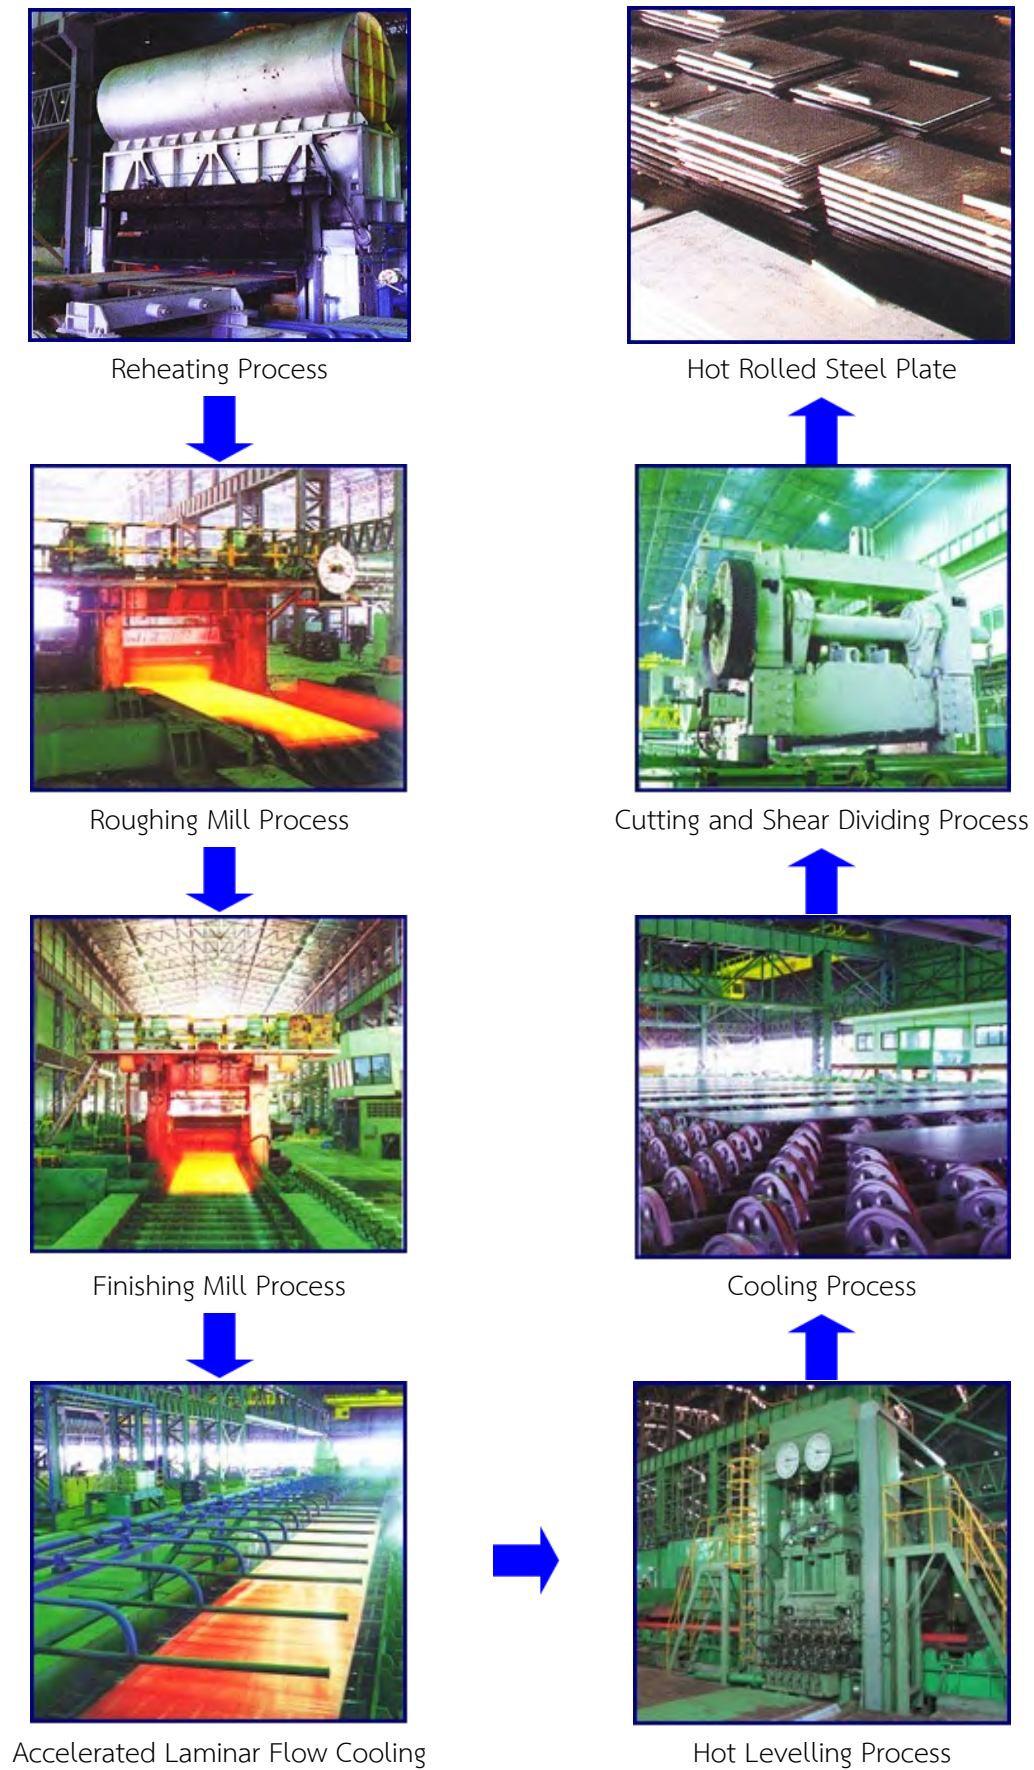 Reheating Process
Roughing Mill Process
Finishing Mill Process
Accelerated Laminar Flow Cooling
Hot Levelling Process
Cooling Process
Cutting and Shear Dividing Process
Hot Rolled Steel Plate